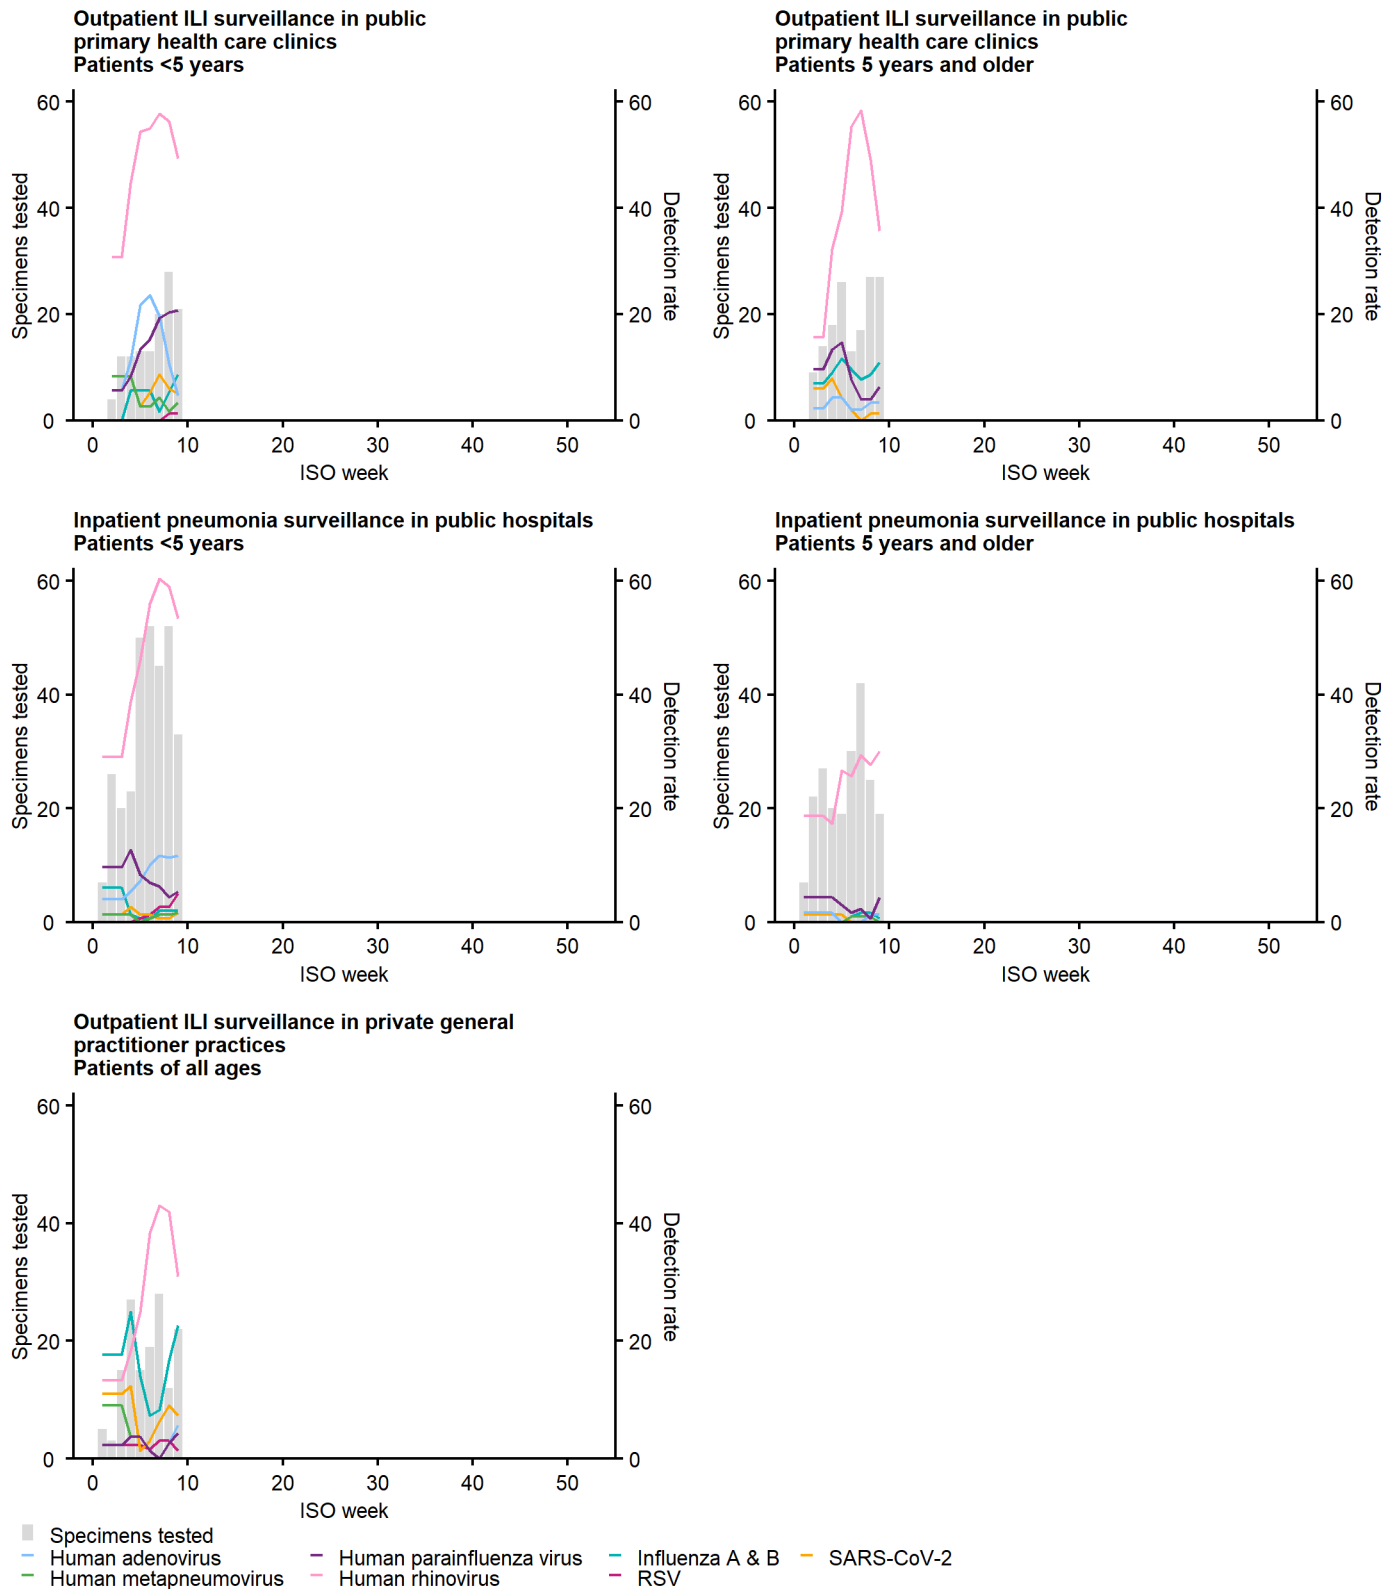 Outpatient ILI surveillance in public
primary health care clinics
Patients <5 years
60
40
20
0
Specimens tested
60
40
20
0
Detection rate
0 10 20 30 40 50
ISO week
Outpatient ILI surveillance in public
primary health care clinics
Patients 5 years and older
60
40
20
0
Specimens tested
60
40
20
0
Detection rate
0 10 20 30 40 50
ISO week
Inpatient pneumonia surveillance in public hospitals
Patients <5 years
60
40
20
0
Specimens tested
60
40
20
0
Detection rate
0 10 20 30 40 50
ISO week
Inpatient pneumonia surveillance in public hospitals
Patients 5 years and older
60
40
20
0
Specimens tested
60
40
20
0
Detection rate
0 10 20 30 40 50
ISO week
Outpatient ILI surveillance in private general
practitioner practices
Patients of all ages
60
40
20
0
Specimens tested
60
40
20
0
Detection rate
0 10 20 30 40 50
ISO week
Specimens tested
Human adenovirus Human parainfluenza virus Influenza A & B SARS-CoV-2
Human metapneumovirus Human rhinovirus RSV